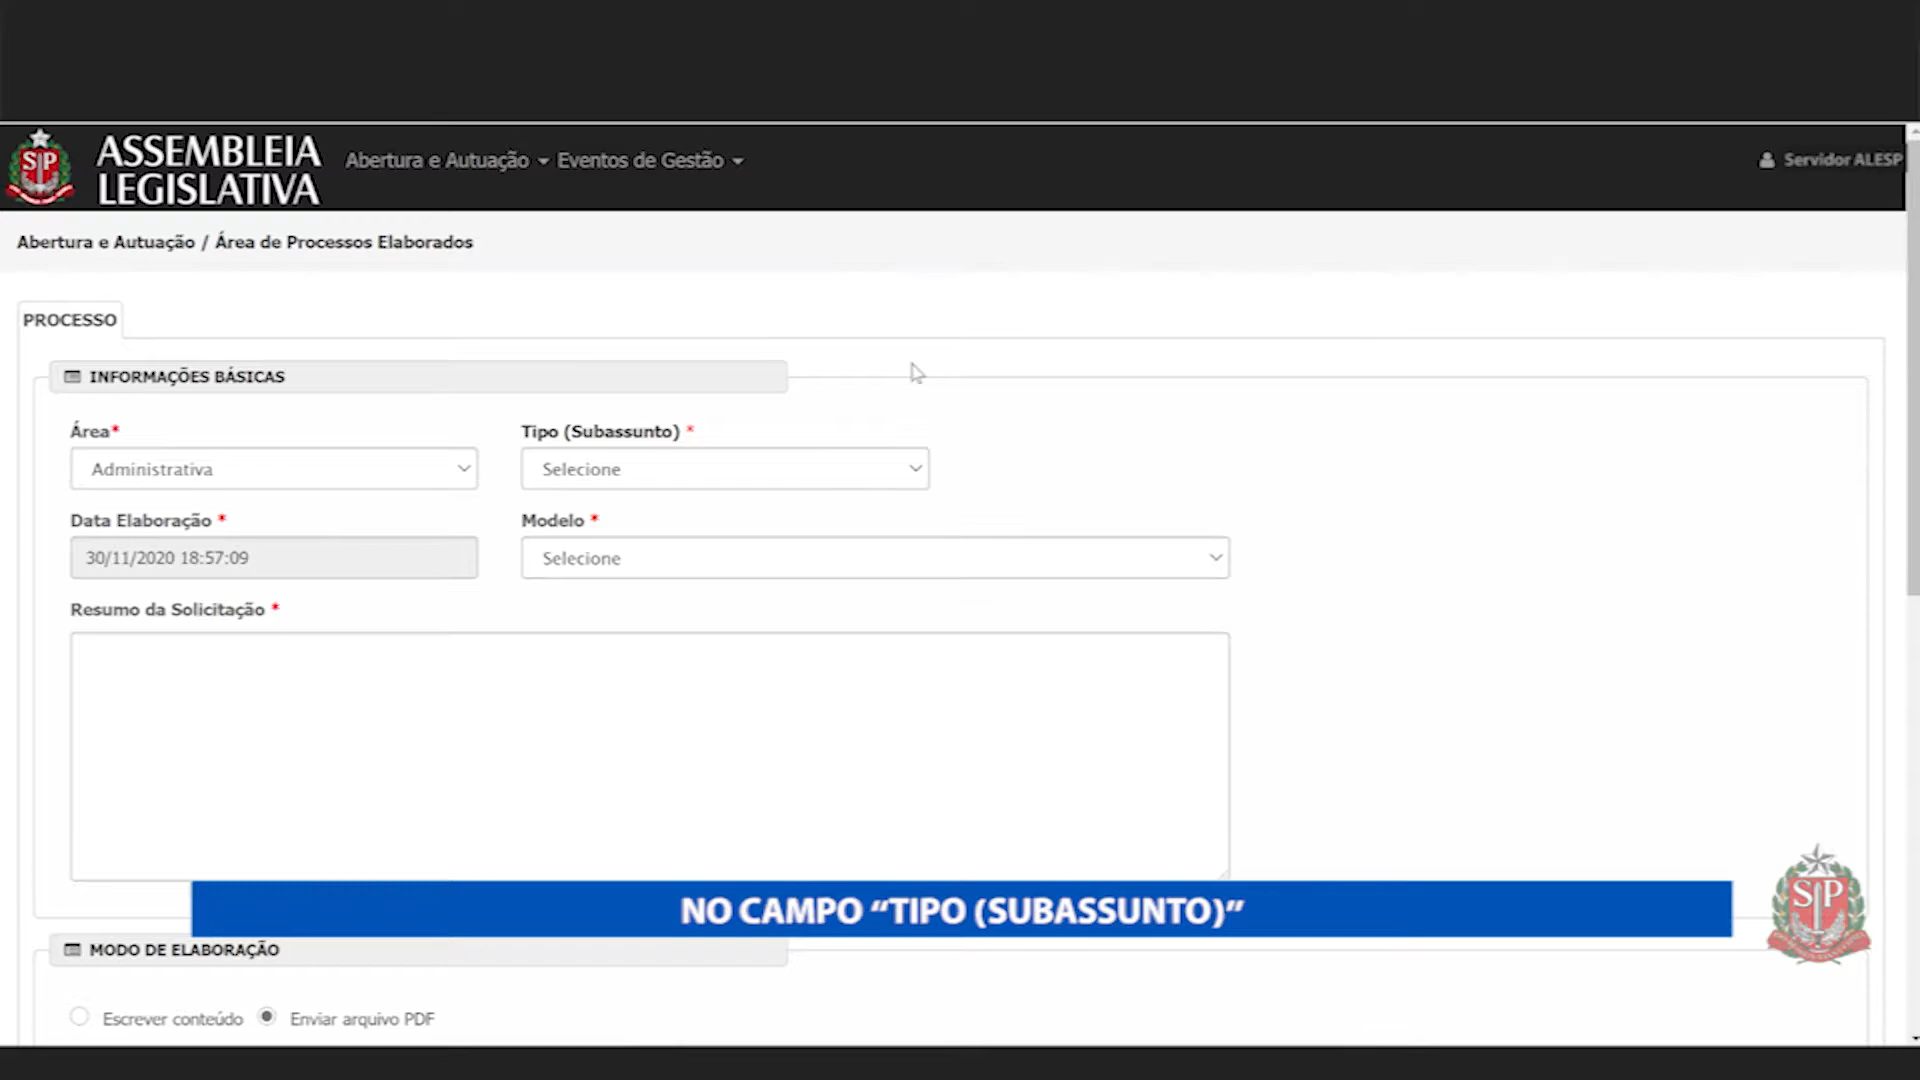 ASSEMBLEIA
LEGISLATIVA
Abertura e Autuação Eventos de Gestão
Servidor ALESP
Abertura e Autuação / Área de Processos Elaborados
PROCESSO
INFORMAÇÕES BÁSICAS
Área* Tipo (Subassunto) *
Administrativa Selecione
Data Elaboração * Modelo *
30/11/2020 18:57:09 Selecione
Resumo da Solicitação *
NO CAMPO “TIPO (SUBASSUNTO)”
MODO DE ELABORAÇÃO
Escrever conteúdo Enviar arquivo PDF
SP
SP